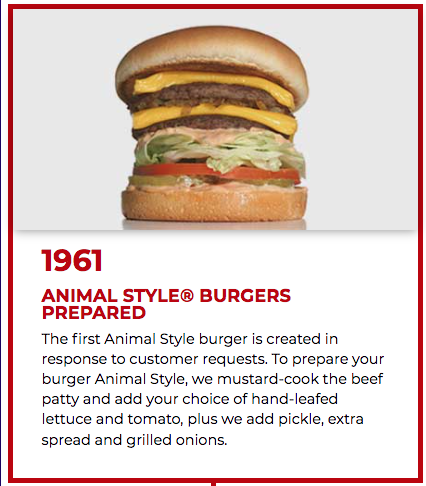 1961
ANIMAL STYLE® BURGERS
PREPARED
The first Animal Style burger is created in
response to customer requests. To prepare your
burger Animal Style, we mustard-cook the beef
patty and add your choice of hand-leafed
lettuce and tomato, plus we add pickle, extra
spread and grilled onions.